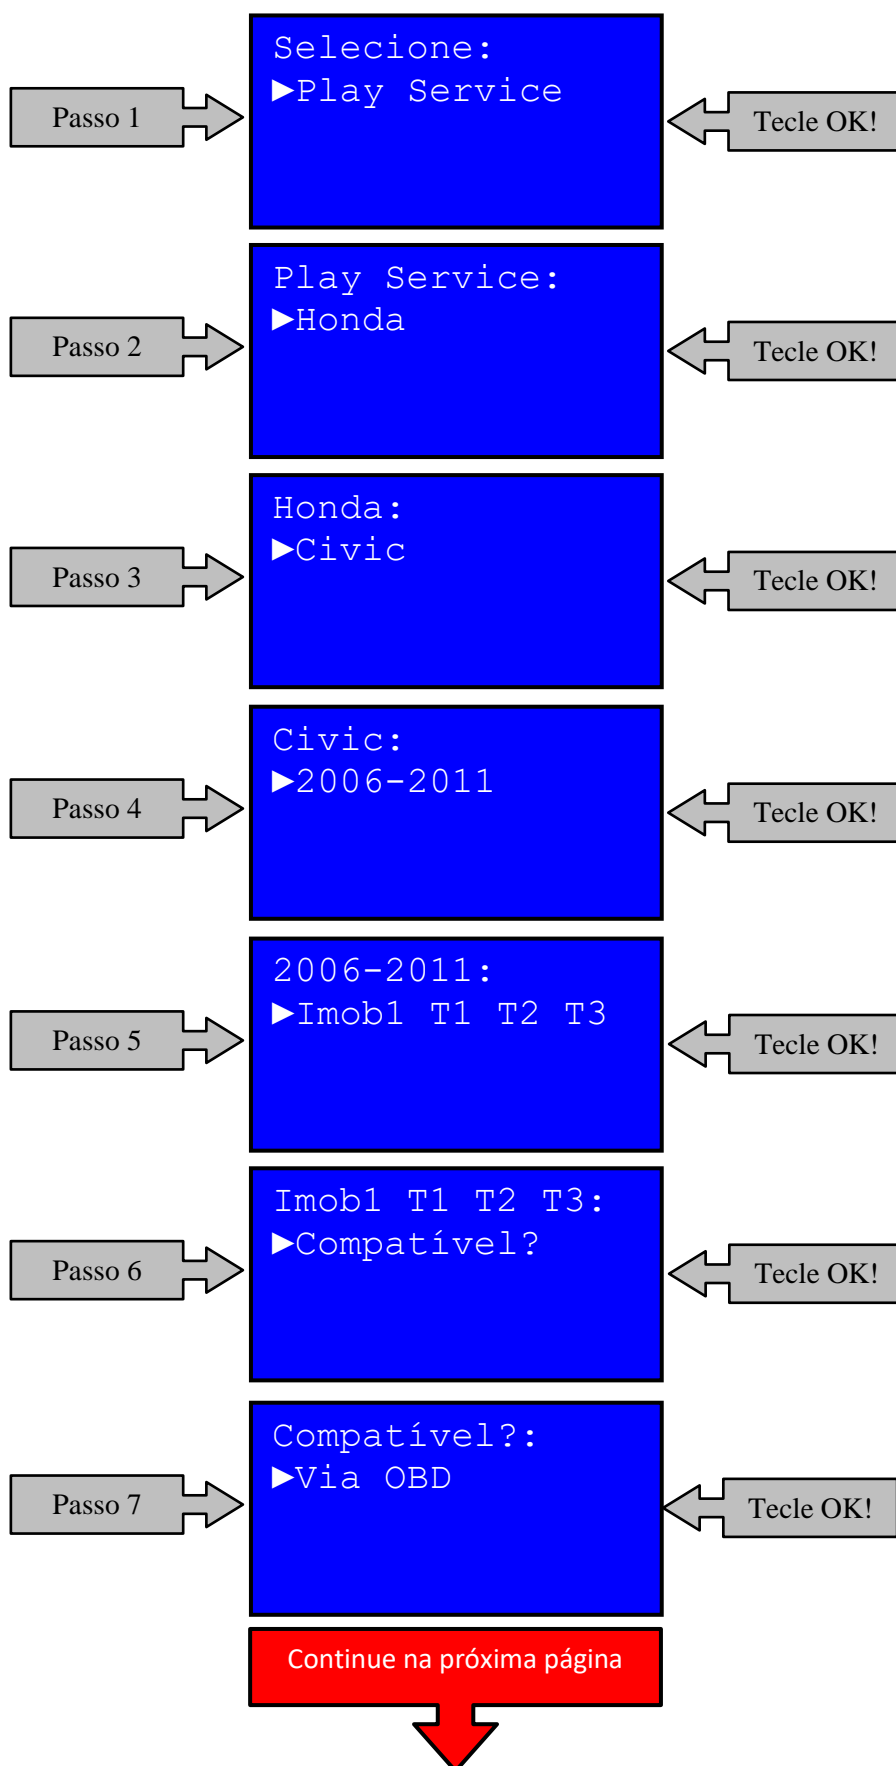 Passo 1
Selecione:
►Play Service
Tecle OK!
Passo 2
Play Service:
►Honda
Tecle OK!
Passo 3
Honda:
►Civic
Tecle OK!
Passo 4
Civic:
►2006-2011
Tecle OK!
Passo 5
2006-2011:
►Imob1 T1 T2 T3
Tecle OK!
Passo 6
Imob1 T1 T2 T3:
►Compatível?
Tecle OK!
Passo 7
Compatível?:
►Via OBD
Tecle OK!
Continue na próxima página